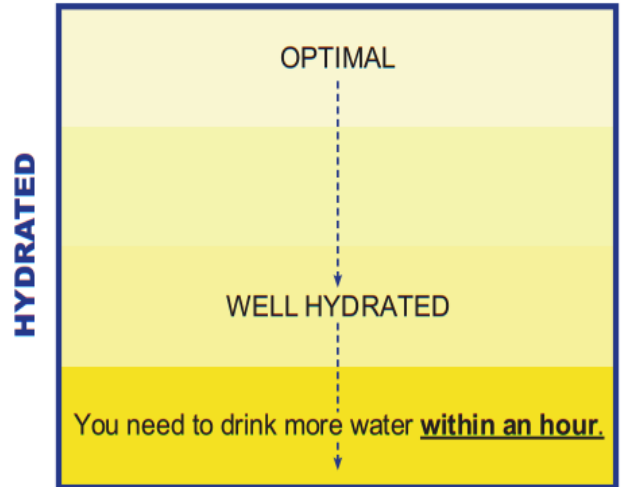 HYDRATED
OPTIMAL
WELL HYDRATED
You need to drink more water within an hour.